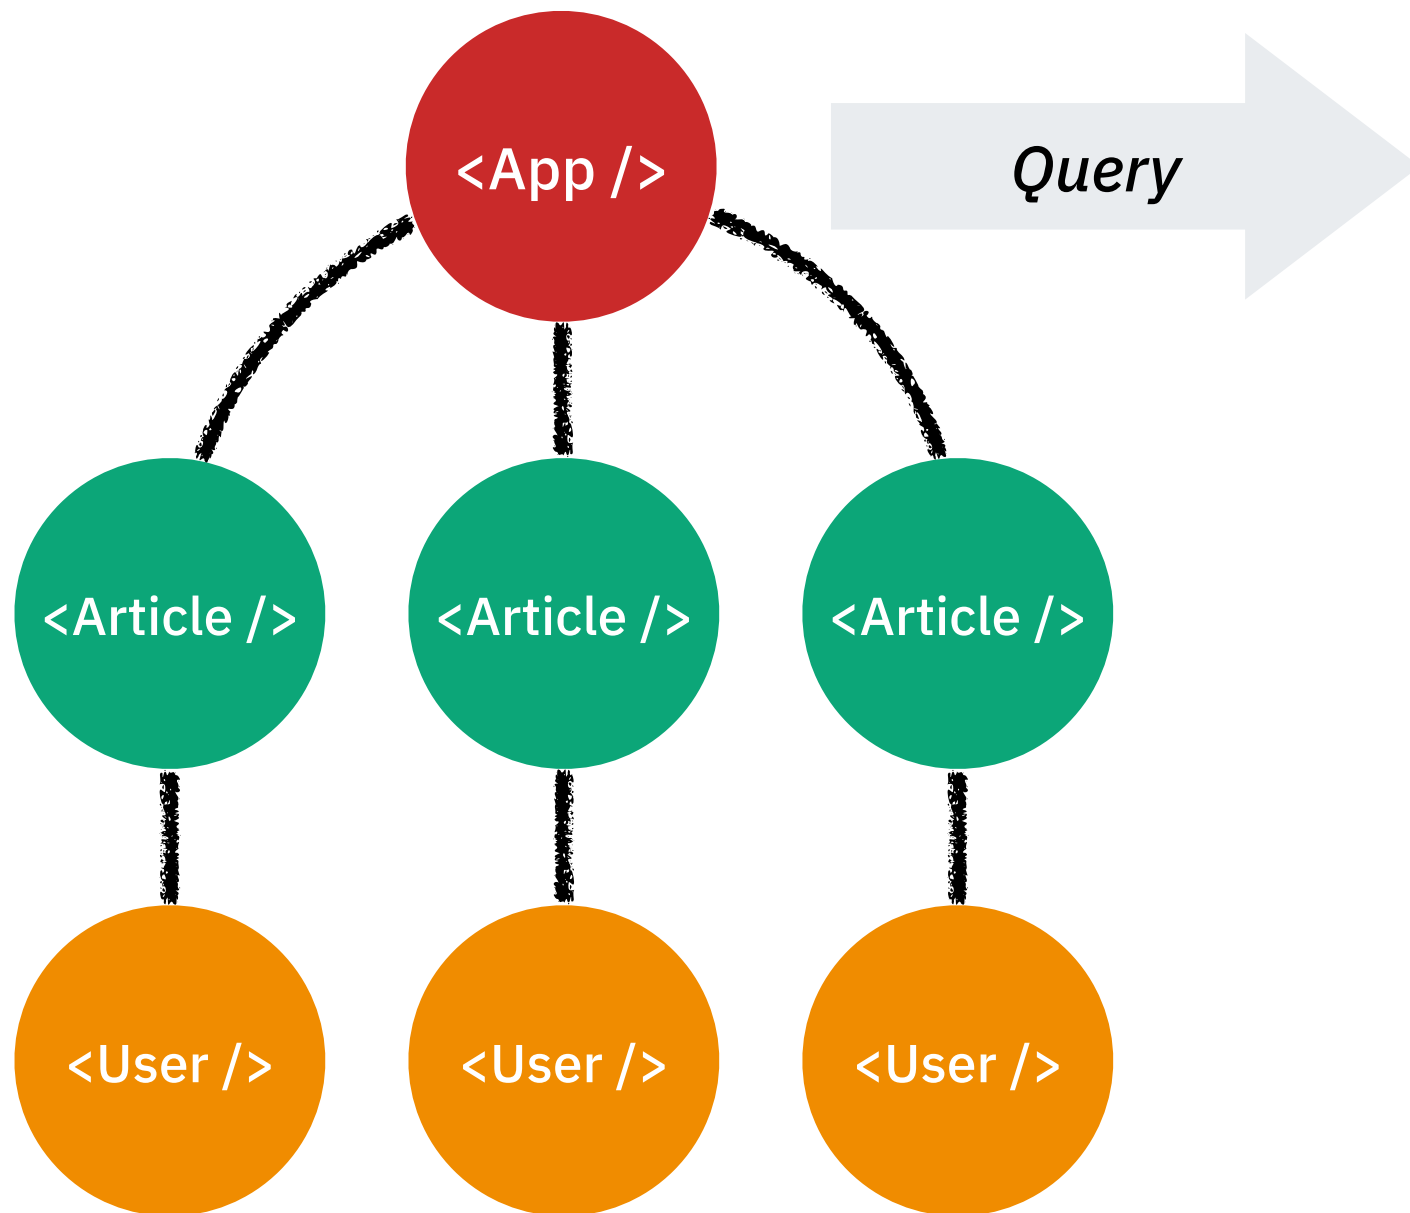 <App />
Query
<Article />
<Article />
<Article />
<User />
<User />
<User />